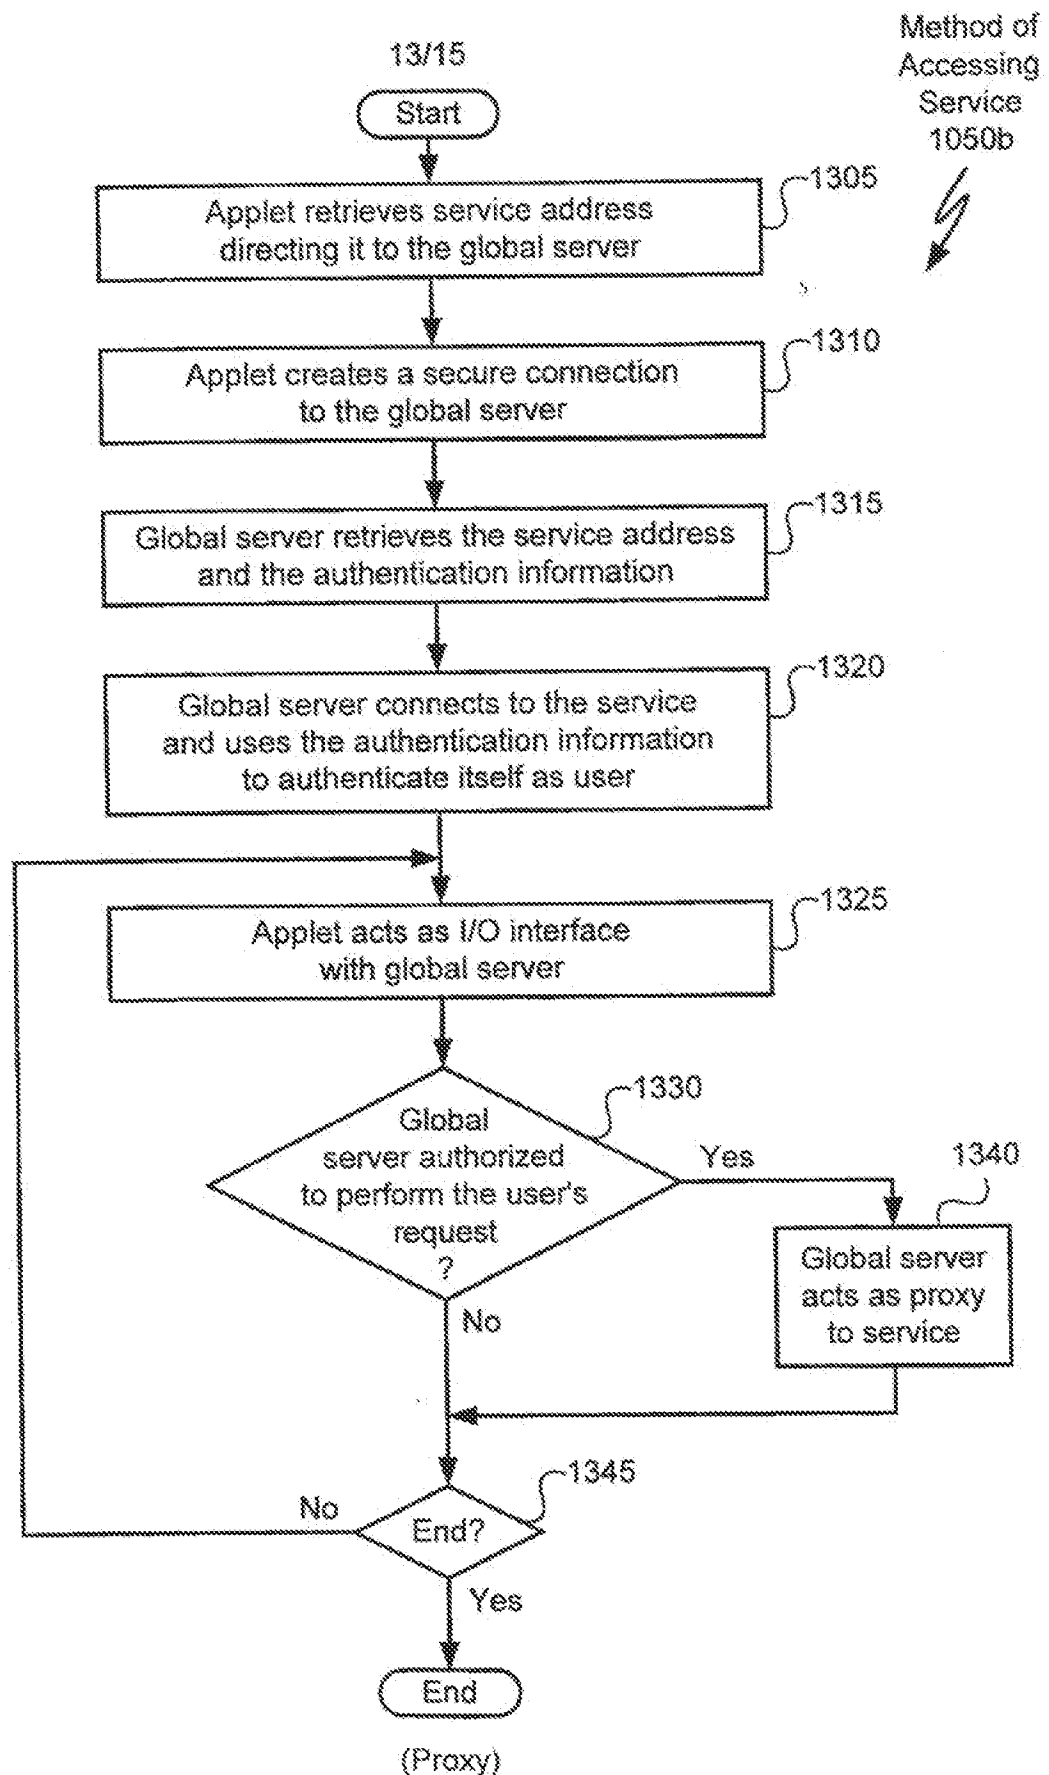 13/15
Method of
Accessing
Service
1050b
Start
1305
Applet retrieves service address
directing it to the global server
1310
Applet creates a secure connection
to the global server
1315
Global server retrieves the service address
and the authentication information
1320
Global server connects to the service
and uses the authentication information
to authenticate itself as user
1325
Applet acts as I/O interface
with global server
1330
Global
server authorized
to perform the user's
request
?
Yes
1340
Global server
acts as proxy
to service
No
1345
No
End?
Yes
End
(Proxy)